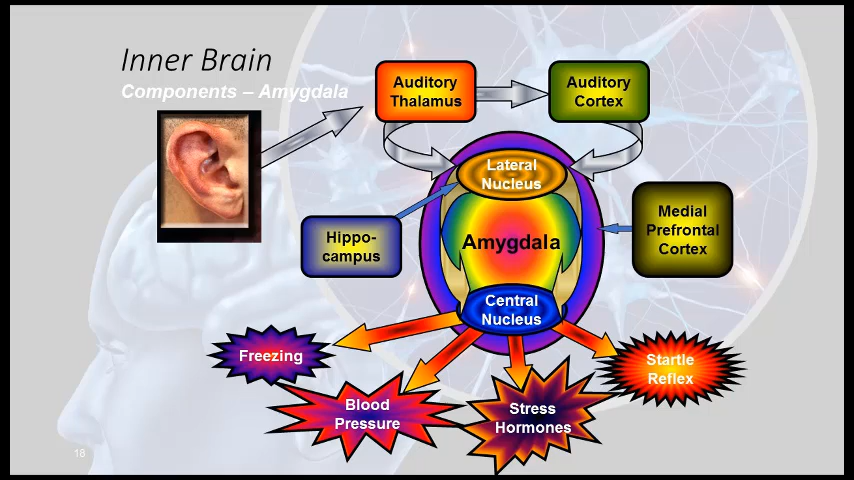 Inner Brain
Components – Amygdala
Auditory
Thalamus
Auditory
Cortex
Lateral
Nucleus
Hippo-
campus
Amygdala
Medial
Prefrontal
Cortex
Central
Nucleus
Freezing
Blood
Pressure
Stress
Hormones
Startle
Reflex
18